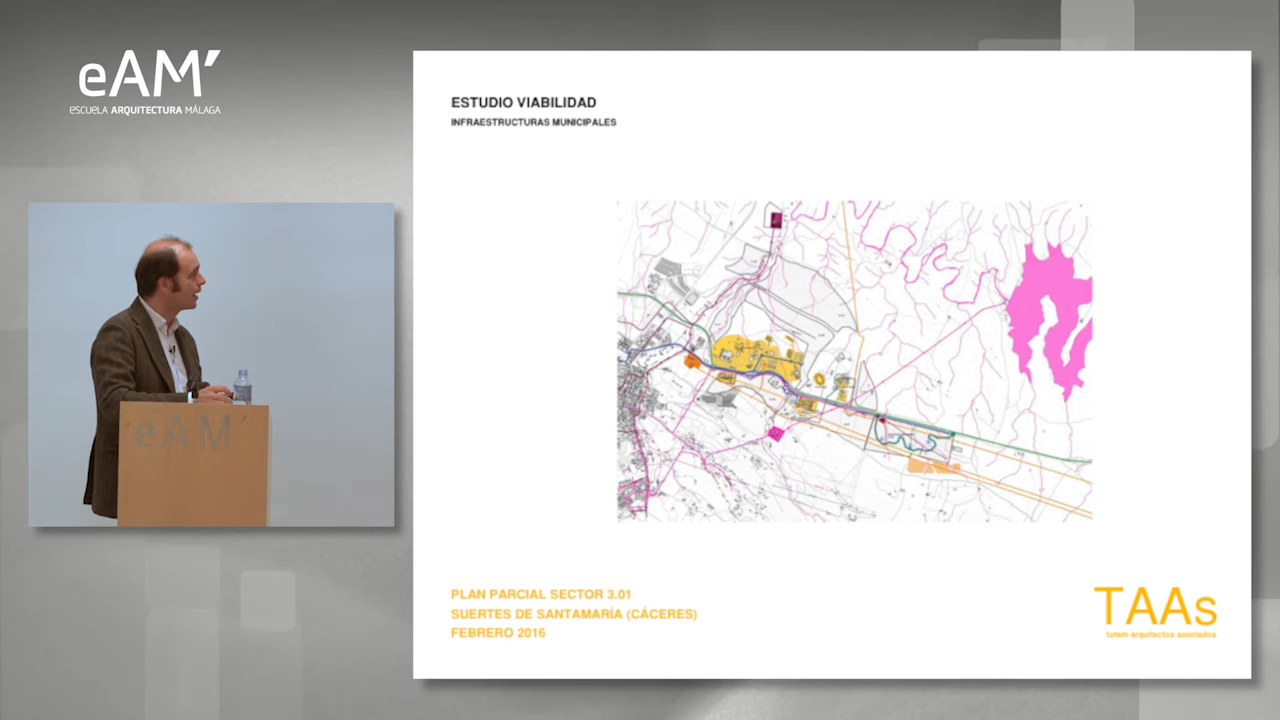 eAM'
ESCUELA ARQUITECTURA MÁLAGA
ESTUDIO VIABILIDAD
INFRAESTRUCTURAS MUNICIPALES
eAM
PLAN PARCIAL SECTOR 3.01
SUERTES DE SANTAMARÍA (CÁCERES)
FEBRERO 2016
TAAs
totem arquitectos asociados